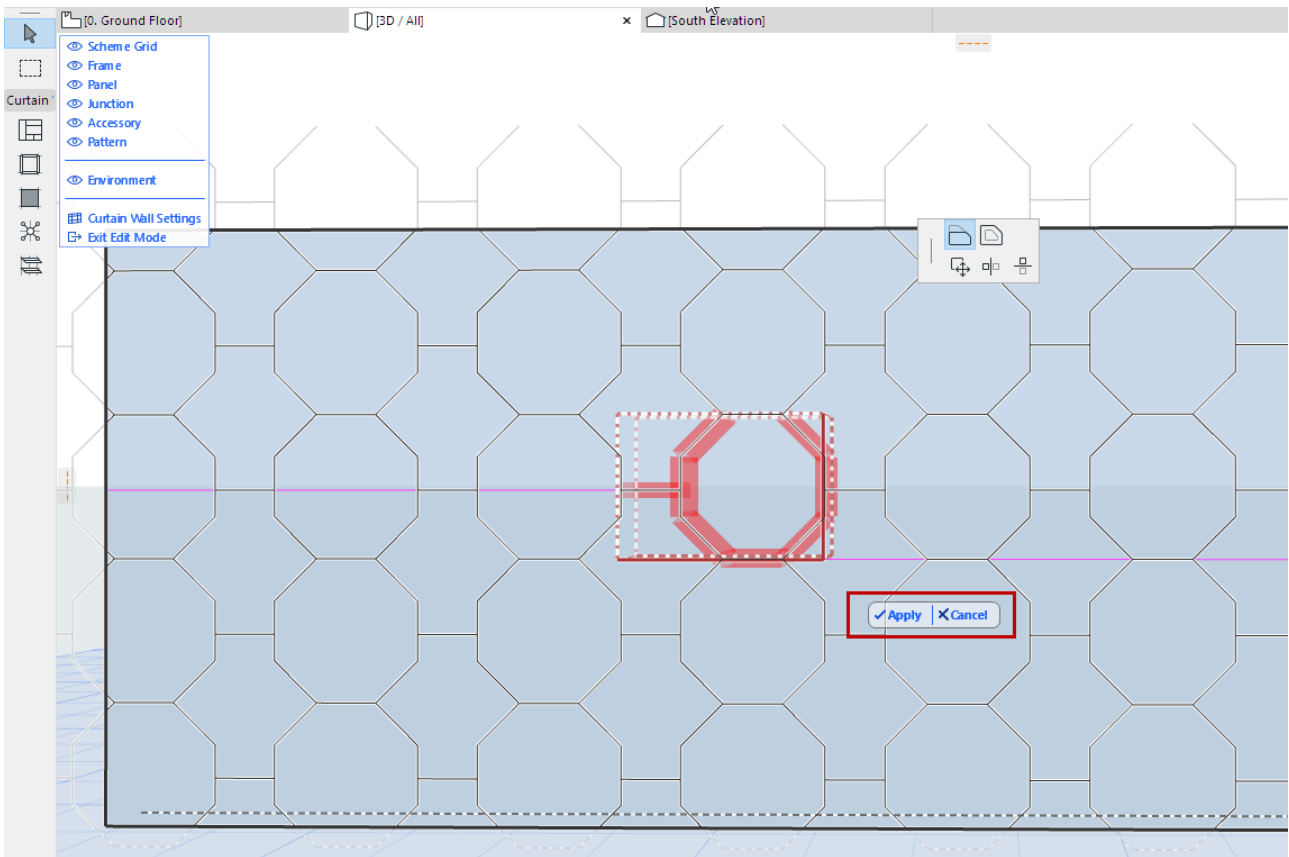 [0. Ground Floor]
[3D / All]
[South Elevation]
Scheme Grid
Frame
Panel
Curtain
Junction
Accessory
Pattern
Environment
Curtain Wall Settings
Exit Edit Mode
Apply
Cancel